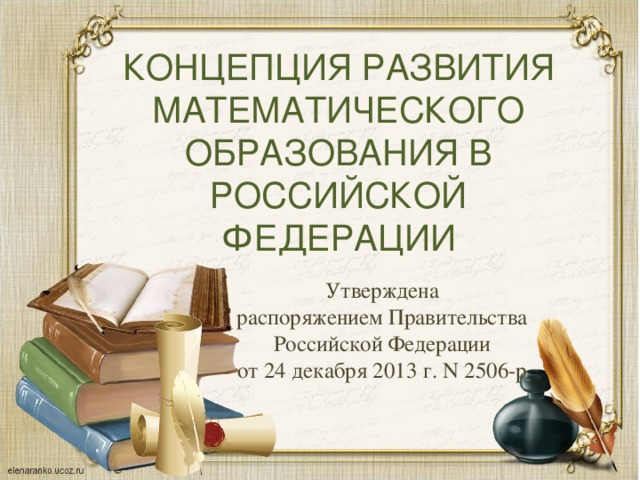 КОНЦЕПЦИЯ РАЗВИТИЯ
МАТЕМАТИЧЕСКОГО
ОБРАЗОВАНИЯ В
РОССИЙСКОЙ
ФЕДЕРАЦИИ
Утверждена
распоряжением Правительства
Российской Федерации
от 24 декабря 2013 г. N 2506-р
elenaranko.ucoz.ru